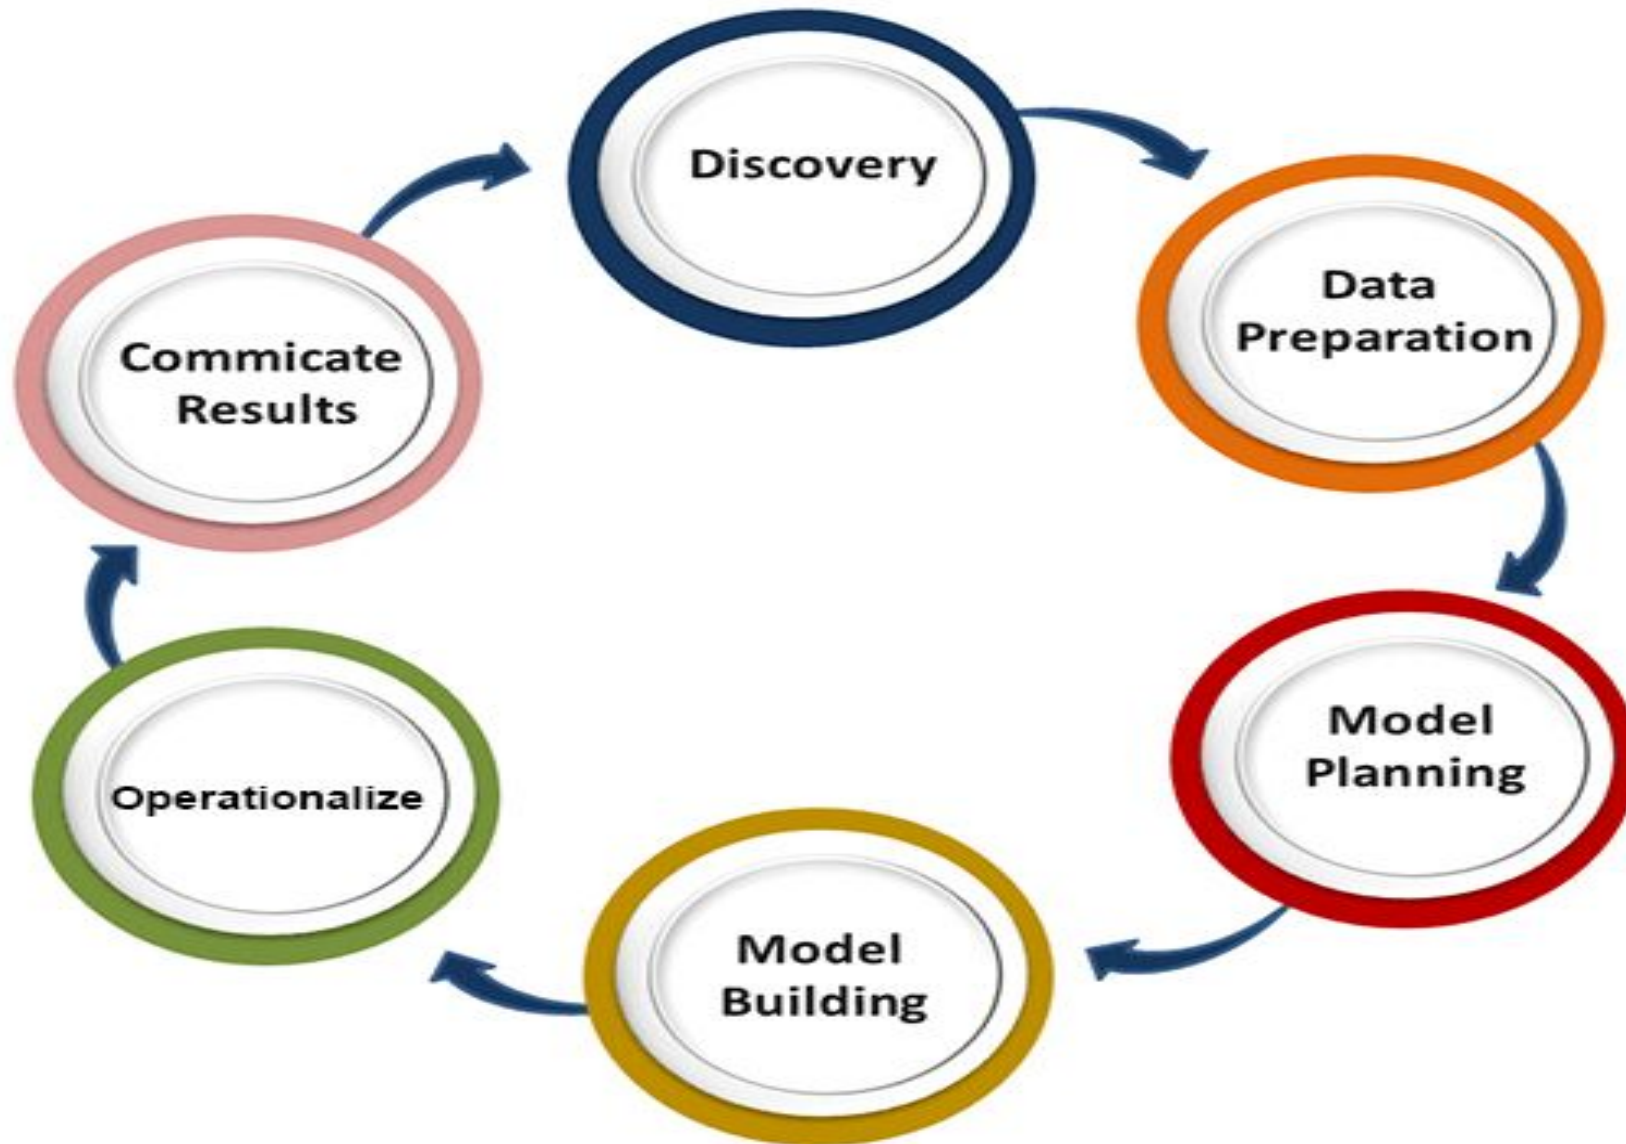 Discovery
Data
Preparation
Model
Planning
Model
Building
Operationalize
Commicate
Results